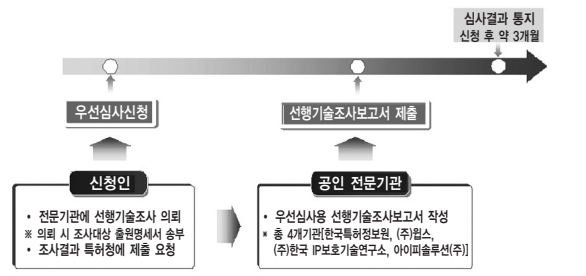 심사결과 통지
신청 후 약 3개월
우선심사신청
선행기술조사보고서 제출
신청인
• 전문기관에 선행기술조사 의뢰
※ 의뢰 시 조사대상 출원명세서 송부
• 조사결과 특허청에 제출 요청
공인 전문기관
• 우선심사용 선행기술조사보고서 작성
* 총 4개기관[한국특허정보원, (주)윕스,
(주)한국 IP보호기술연구소, 아이피솔루션(주)]